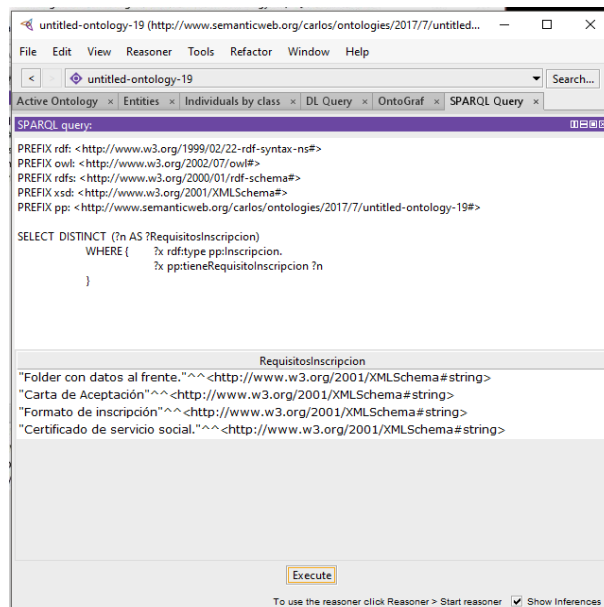 untitled-ontology-19 (http://www.semanticweb.org/carlos/ontologies/2017/7/untitled...
File Edit View Reasoner Tools Refactor Window Help
untitled-ontology-19 Search...
Active Ontology × Entities × Individuals by class × DL Query × OntoGraf × SPARQL Query ×
SPARQL query:
PREFIX rdf: <http://www.w3.org/1999/02/22-rdf-syntax-ns#>
PREFIX owl: <http://www.w3.org/2002/07/owl#>
PREFIX rdfs: <http://www.w3.org/2000/01/rdf-schema#>
PREFIX xsd: <http://www.w3.org/2001/XMLSchema#>
PREFIX pp: <http://www.semanticweb.org/carlos/ontologies/2017/7/untitled-ontology-19#>
SELECT DISTINCT (?n AS ?RequisitosInscripcion)
WHERE { ?x rdf:type pp:Inscripcion.
?x pp:tieneRequisitoInscripcion ?n
}
RequisitosInscripcion
"Folder con datos al frente."^^<http://www.w3.org/2001/XMLSchema#string>
"Carta de Aceptación"^^<http://www.w3.org/2001/XMLSchema#string>
"Formato de inscripción"^^<http://www.w3.org/2001/XMLSchema#string>
"Certificado de servicio social."^^<http://www.w3.org/2001/XMLSchema#string>
Execute
To use the reasoner click Reasoner > Start reasoner Show Inferences